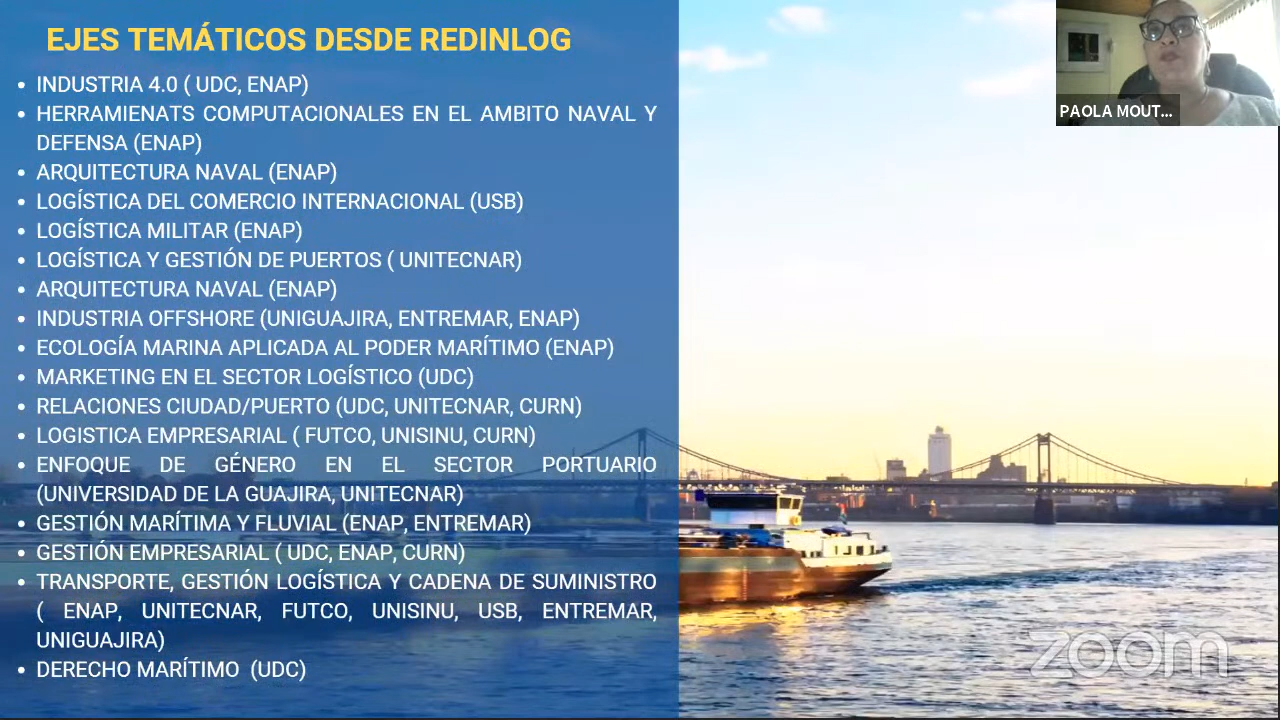 EJES TEMÁTICOS DESDE REDINLOG
• INDUSTRIA 4.0 ( UDC, ENAP)
• HERRAMIENATS COMPUTACIONALES EN EL AMBITO NAVAL Y
DEFENSA (ENAP)
• ARQUITECTURA NAVAL (ENAP)
• LOGÍSTICA DEL COMERCIO INTERNACIONAL (USB)
• LOGÍSTICA MILITAR (ENAP)
• LOGÍSTICA Y GESTIÓN DE PUERTOS ( UNITECNAR)
• ARQUITECTURA NAVAL (ENAP)
• INDUSTRIA OFFSHORE (UNIGUAJIRA, ENTREMAR, ENAP)
• ECOLOGÍA MARINA APLICADA AL PODER MARÍTIMO (ENAP)
• MARKETING EN EL SECTOR LOGÍSTICO (UDC)
• RELACIONES CIUDAD/PUERTO (UDC, UNITECNAR, CURN)
• LOGISTICA EMPRESARIAL ( FUTCO, UNISINU, CURN)
• ENFOQUE DE GÉNERO EN EL SECTOR PORTUARIO
(UNIVERSIDAD DE LA GUAJIRA, UNITECNAR)
• GESTIÓN MARÍTIMA Y FLUVIAL (ENAP, ENTREMAR)
• GESTIÓN EMPRESARIAL ( UDC, ENAP, CURN)
• TRANSPORTE, GESTIÓN LOGÍSTICA Y CADENA DE SUMINISTRO
( ENAP, UNITECNAR, FUTCO, UNISINU, USB, ENTREMAR,
UNIGUAJIRA)
• DERECHO MARÍTIMO (UDC)
PAOLA MOUT...
zoom